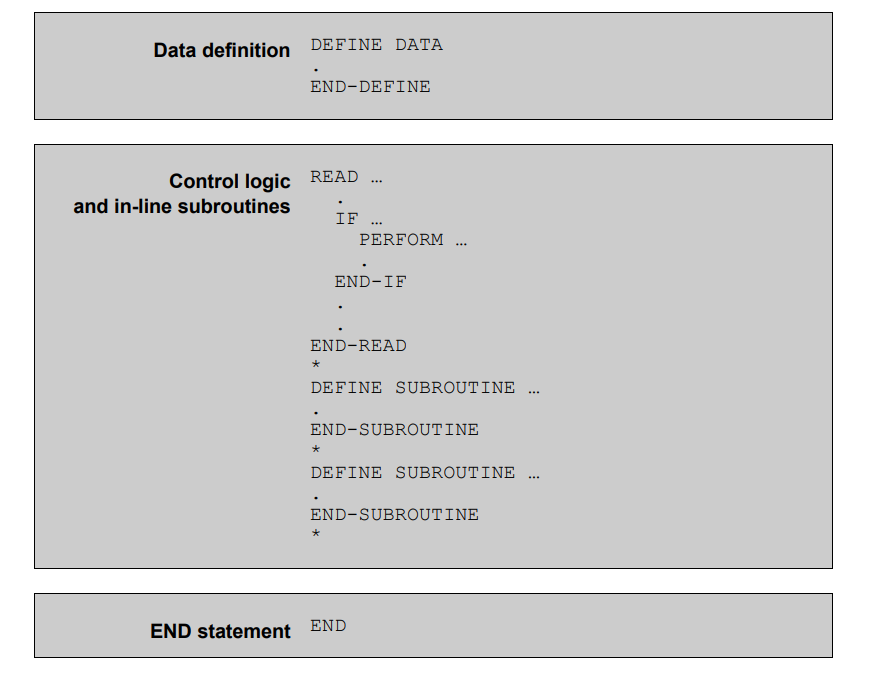 Data definition DEFINE DATA
.
END-DEFINE
Control logic READ …
and in-line subroutines .
IF …
PERFORM …
.
END-IF
.
.
END-READ
*
DEFINE SUBROUTINE …
.
END-SUBROUTINE
*
DEFINE SUBROUTINE …
.
END-SUBROUTINE
*
END statement END